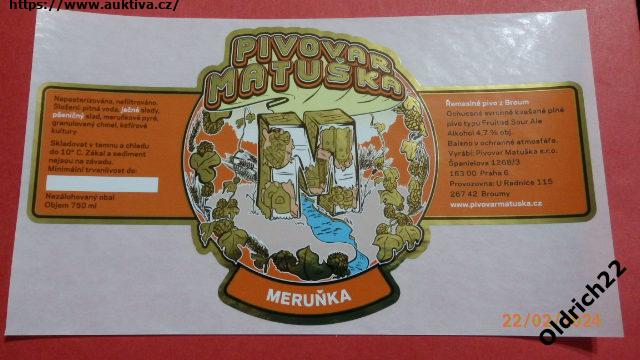 https://www.auktiva.cz/
PIVOVAR
MATUŠKA
Nepasterizováno, nefiltrováno.
Složení: pitná voda, ječné slady,
pšeničný slad, meruňkové pyré,
granulovaný chmel, kefírové
kultury
Skladovat v temnu a chladu
do 10° C. Zákal a sediment
nejsou na závadu.
Minimální trvanlivost do:
Nezálohovaný obal
Objem 750 ml
M
Řemeslné pivo z Broum
Ochucené svrchně kvašené plné
pivo typu Fruited Sour Ale
Alkohol 4,7 % obj.
Baleno v ochranné atmosféře.
Vyrábí: Pivovar Matuška s.r.o.
Španielova 1268/3
163 00 Praha 6
Provozovna: U Radnice 115
267 42 Broumy
www.pivovarmatuska.cz
MERUŇKA
22/02/2024
Oldrich22